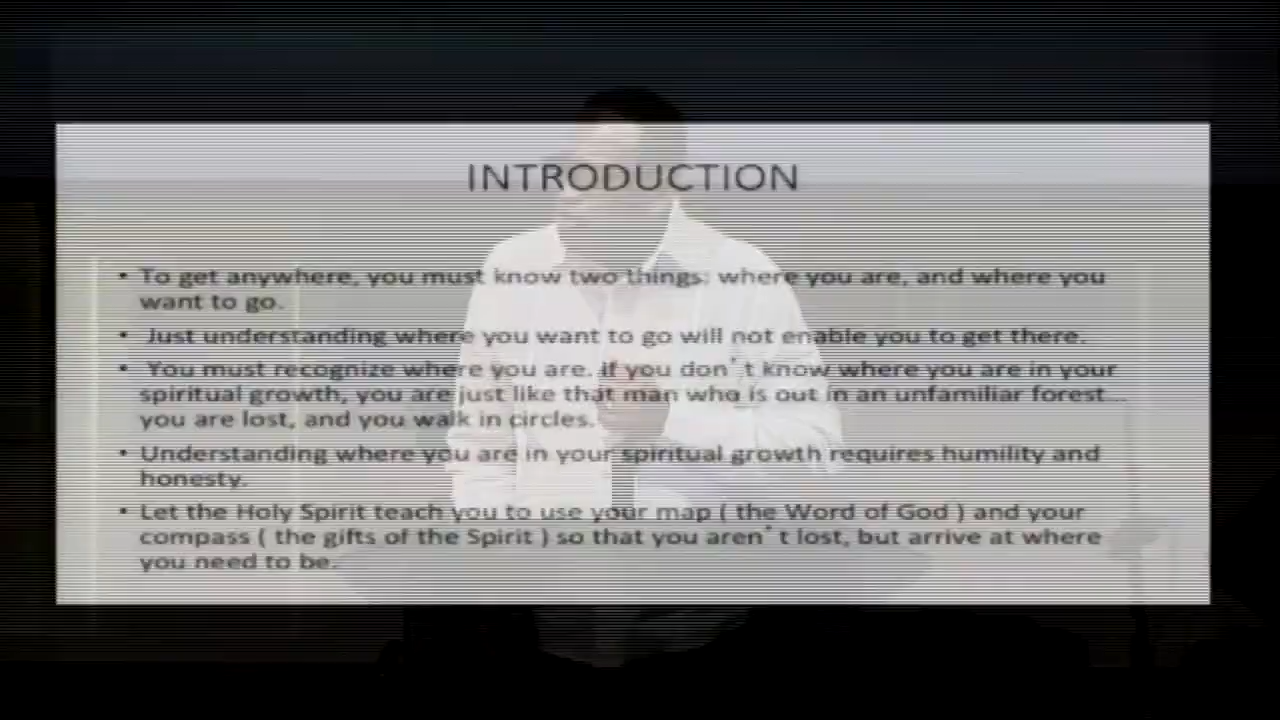 INTRODUCTION
• To get anywhere, you must know two things: where you are, and where you
want to go.
• Just understanding where you want to go will not enable you to get there.
• You must recognize where you are. If you don't know where you are in your
spiritual growth, you are just like that man who is out in an unfamiliar forest...
you are lost, and you walk in circles.
• Understanding where you are in your spiritual growth requires humility and
honesty.
• Let the Holy Spirit teach you to use your map ( the Word of God ) and your
compass ( the gifts of the Spirit ) so that you aren't lost, but arrive at where
you need to be.